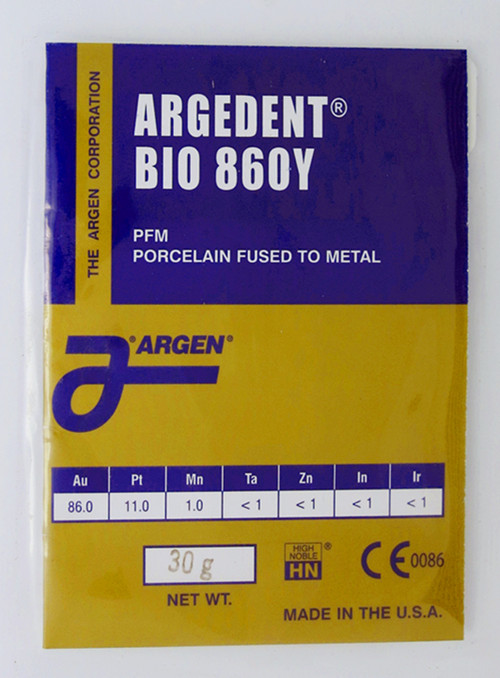 THE ARGEN CORPORATION
ARGEDENT®
BIO 860Y
PFM
PORCELAIN FUSED TO METAL
ARGEN®
Au Pt Mn Ta Zn In Ir
86.0 11.0 1.0 < 1 < 1 < 1 < 1
30 g
NET WT.
HIGH
NOBLE
HN
®
CE 0086
MADE IN THE U.S.A.